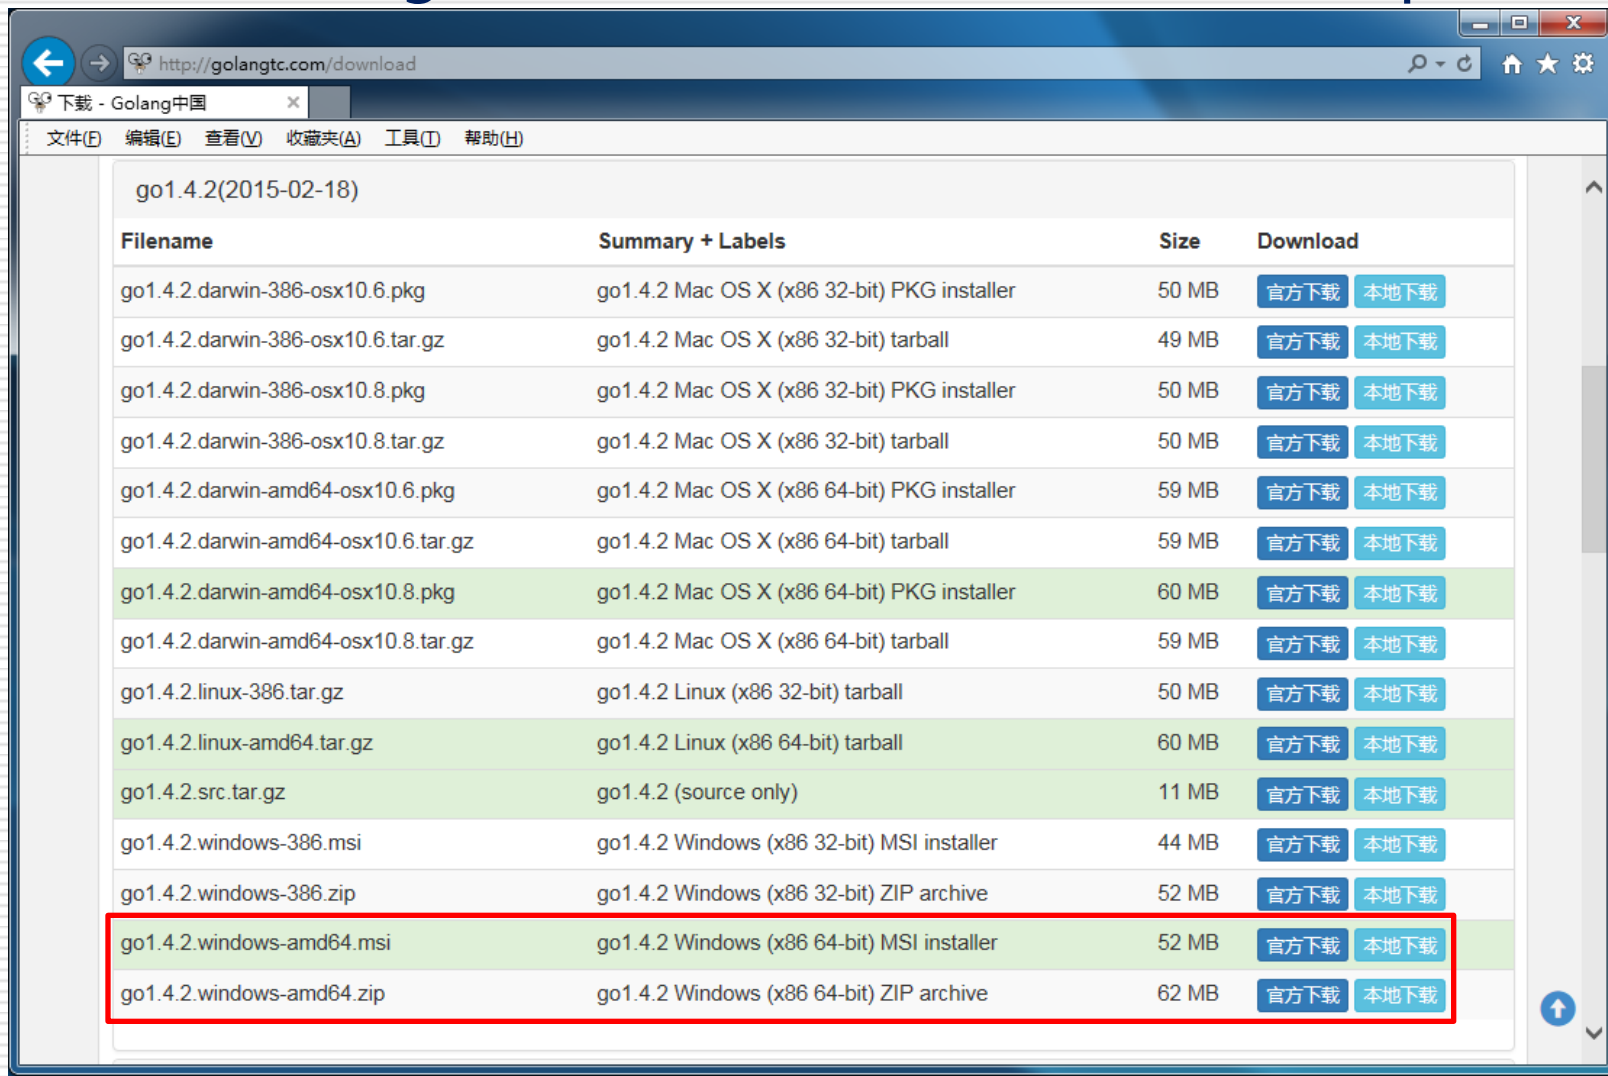 http://golangtc.com/download
下载 - Golang中国
文件(F) 编辑(E) 查看(V) 收藏夹(A) 工具(T) 帮助(H)
go1.4.2(2015-02-18)
Filename Summary + Labels Size Download
go1.4.2.darwin-386-osx10.6.pkg go1.4.2 Mac OS X (x86 32-bit) PKG installer 50 MB 官方下载 本地下载
go1.4.2.darwin-386-osx10.6.tar.gz go1.4.2 Mac OS X (x86 32-bit) tarball 49 MB 官方下载 本地下载
go1.4.2.darwin-386-osx10.8.pkg go1.4.2 Mac OS X (x86 32-bit) PKG installer 50 MB 官方下载 本地下载
go1.4.2.darwin-386-osx10.8.tar.gz go1.4.2 Mac OS X (x86 32-bit) tarball 50 MB 官方下载 本地下载
go1.4.2.darwin-amd64-osx10.6.pkg go1.4.2 Mac OS X (x86 64-bit) PKG installer 59 MB 官方下载 本地下载
go1.4.2.darwin-amd64-osx10.6.tar.gz go1.4.2 Mac OS X (x86 64-bit) tarball 59 MB 官方下载 本地下载
go1.4.2.darwin-amd64-osx10.8.pkg go1.4.2 Mac OS X (x86 64-bit) PKG installer 60 MB 官方下载 本地下载
go1.4.2.darwin-amd64-osx10.8.tar.gz go1.4.2 Mac OS X (x86 64-bit) tarball 59 MB 官方下载 本地下载
go1.4.2.linux-386.tar.gz go1.4.2 Linux (x86 32-bit) tarball 50 MB 官方下载 本地下载
go1.4.2.linux-amd64.tar.gz go1.4.2 Linux (x86 64-bit) tarball 60 MB 官方下载 本地下载
go1.4.2.src.tar.gz go1.4.2 (source only) 11 MB 官方下载 本地下载
go1.4.2.windows-386.msi go1.4.2 Windows (x86 32-bit) MSI installer 44 MB 官方下载 本地下载
go1.4.2.windows-386.zip go1.4.2 Windows (x86 32-bit) ZIP archive 52 MB 官方下载 本地下载
go1.4.2.windows-amd64.msi go1.4.2 Windows (x86 64-bit) MSI installer 52 MB 官方下载 本地下载
go1.4.2.windows-amd64.zip go1.4.2 Windows (x86 64-bit) ZIP archive 62 MB 官方下载 本地下载